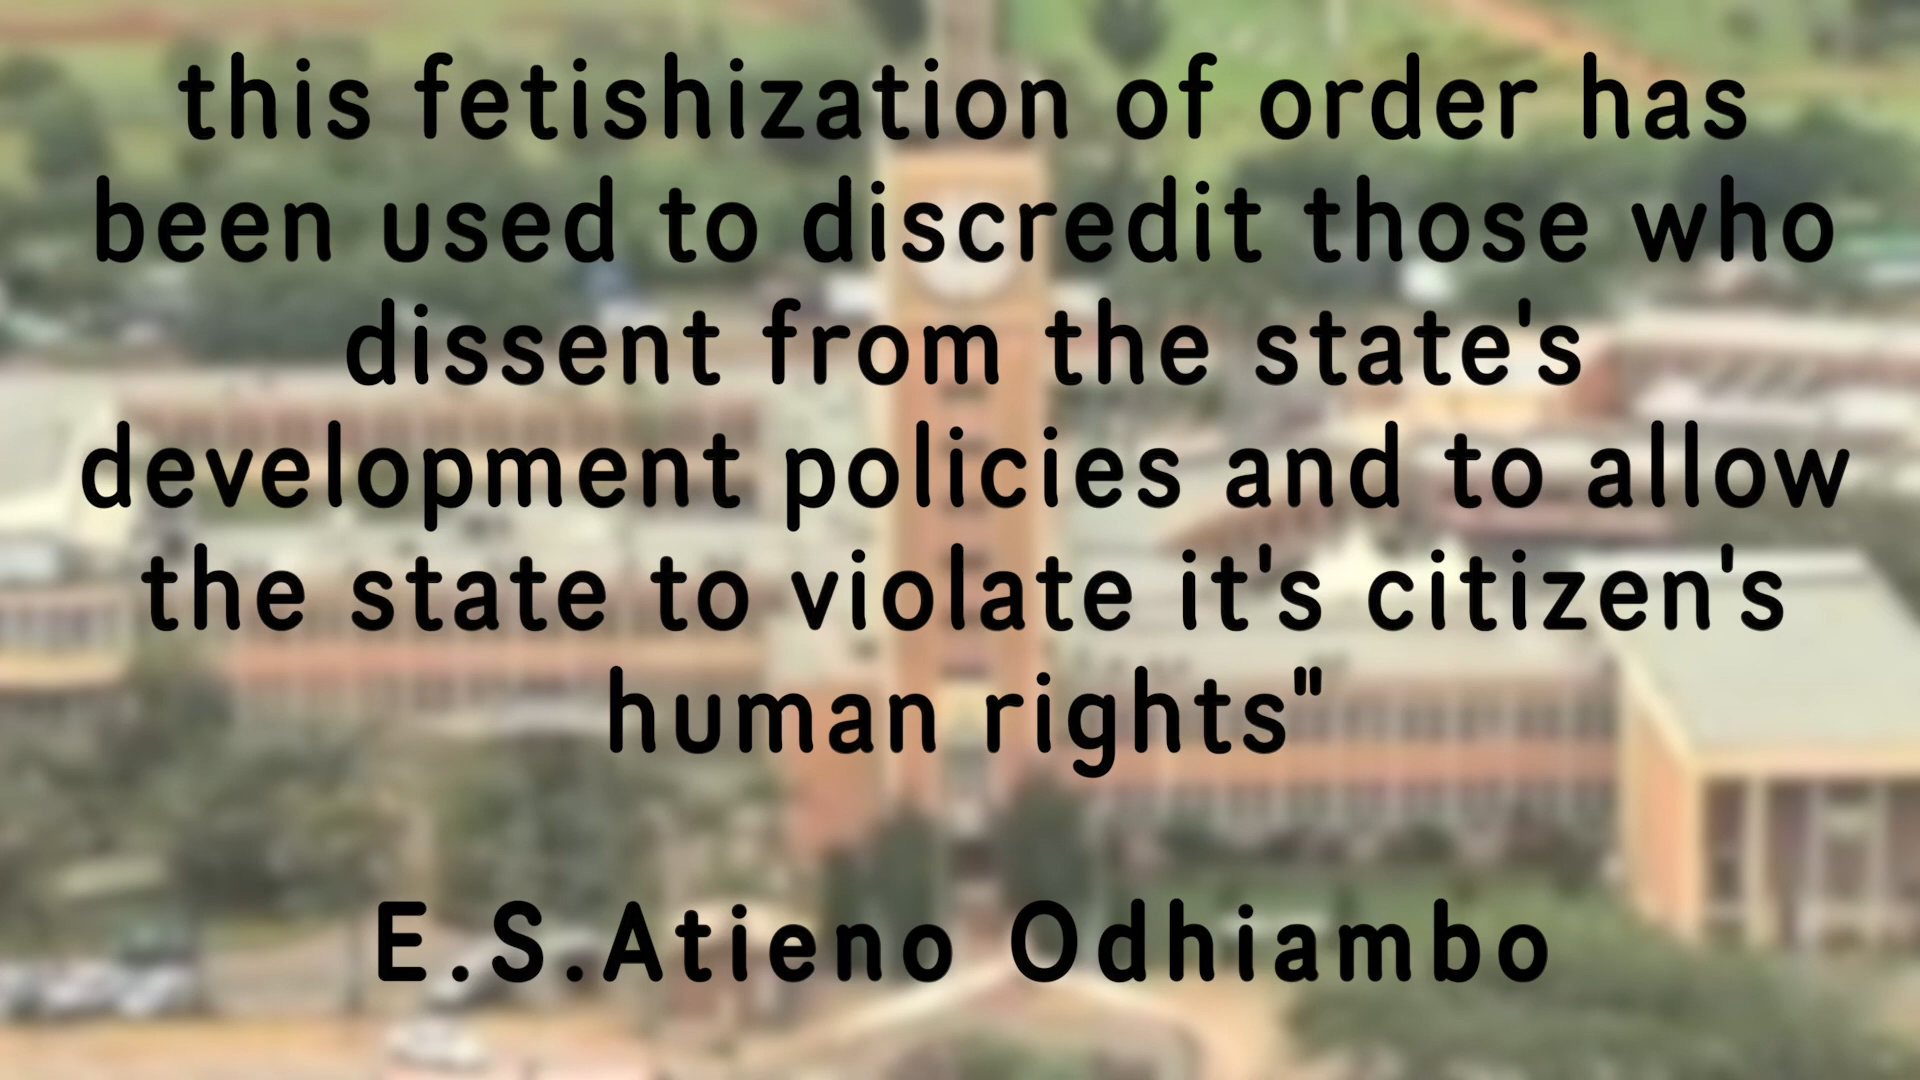 this fetishization of order has
been used to discredit those who
dissent from the state's
development policies and to allow
the state to violate it's citizen's
human rights"
E.S.Atieno Odhiambo